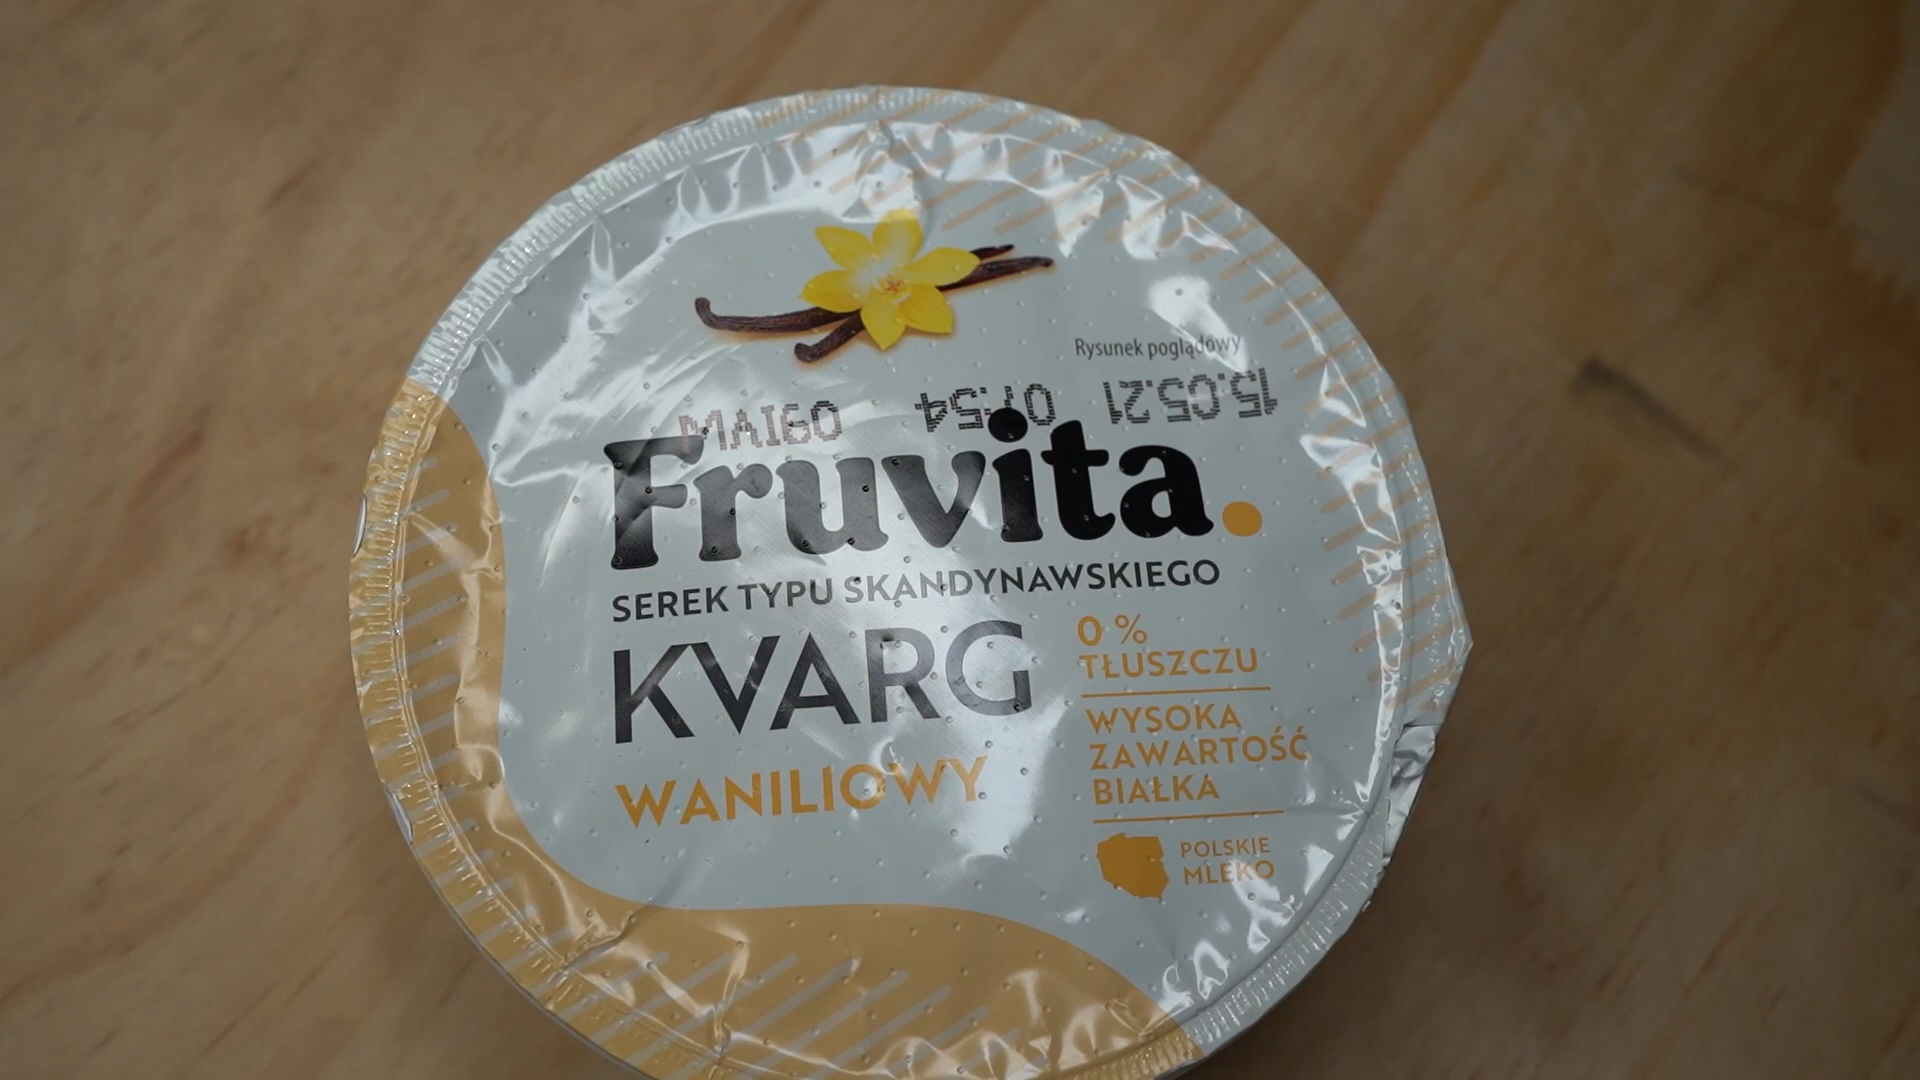 Rysunek poglądowy
15.05.21 07:54
Fruvita.
SEREK TYPU SKANDYNAWSKIEGO
KVARG
WANILIOWY
0 %
TŁUSZCZU
WYSOKA
ZAWARTOŚĆ
BIAŁKA
POLSKIE
MLEKO